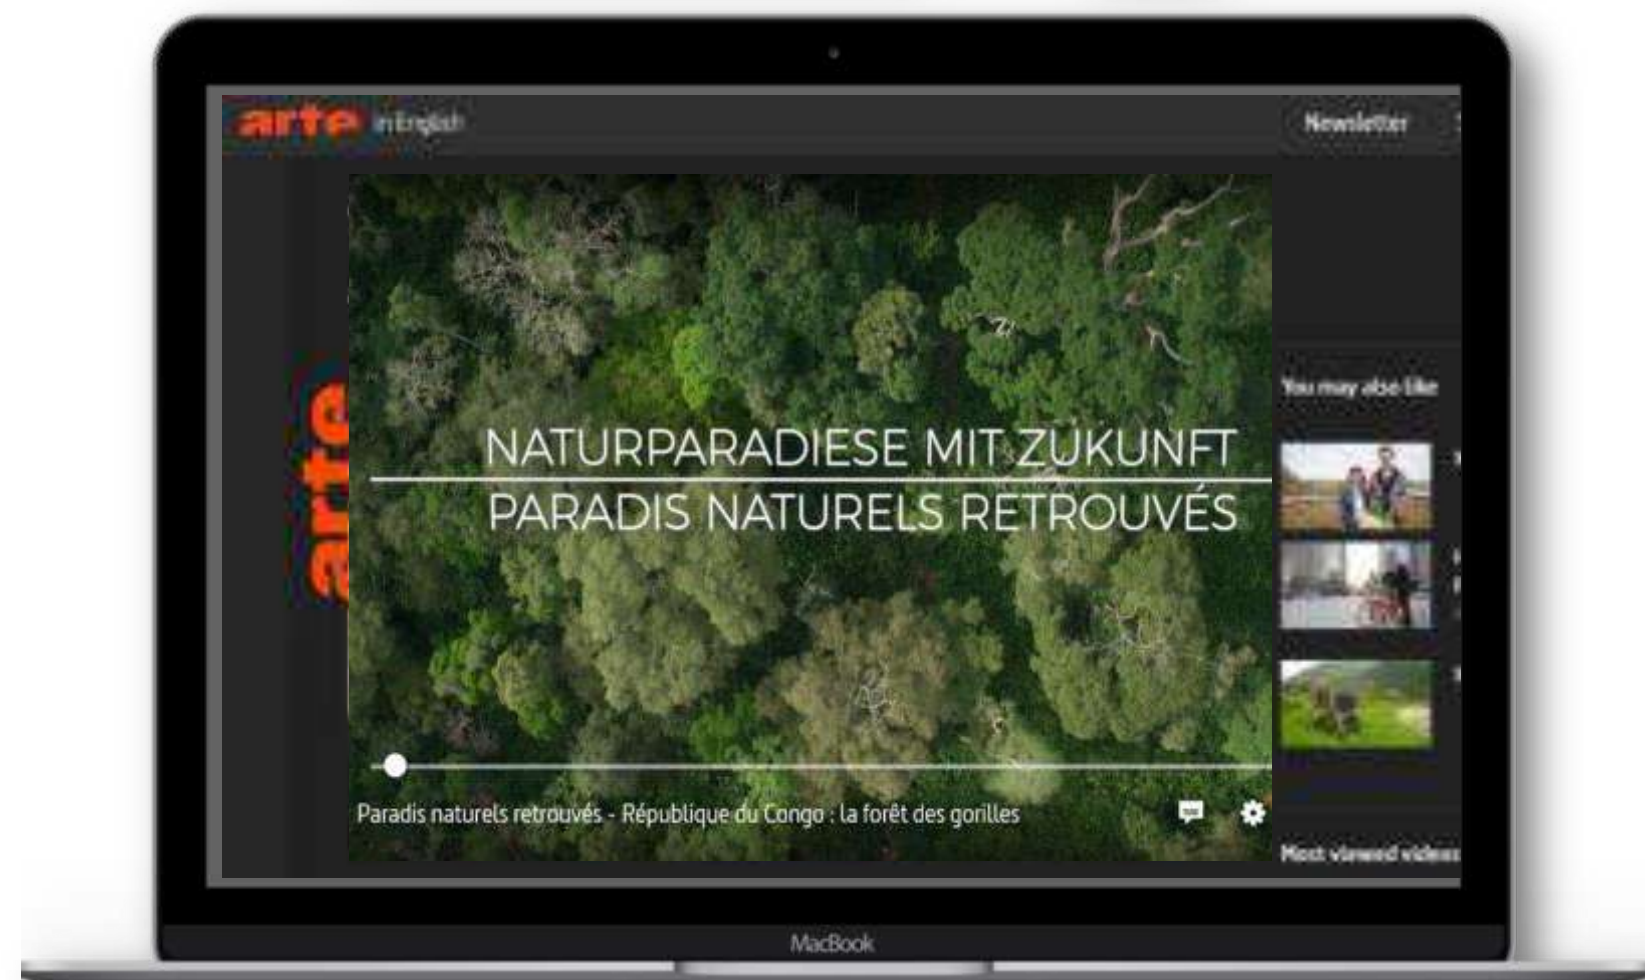 arte in English
Newsletter
arte
NATURPARADIESE MIT ZUKUNFT
PARADIS NATURELS RETROUVÉS
You may also like
Paradis naturels retrouvés - République du Congo : la forêt des gorilles
Most viewed videos
MacBook